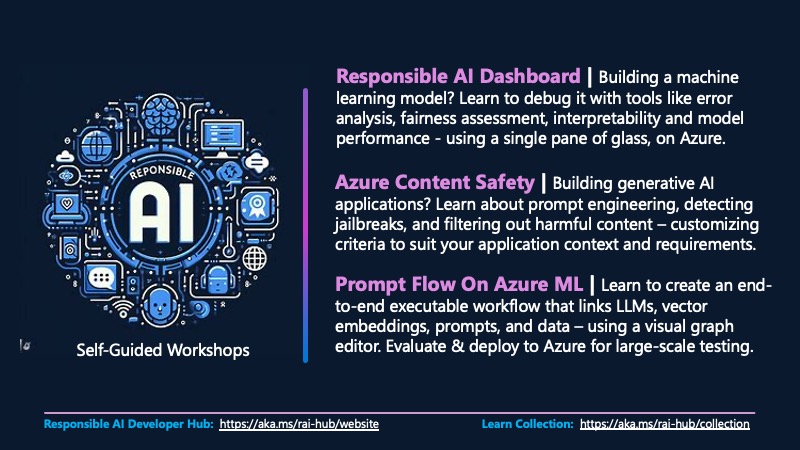 REPONSIBLE
AI
Self-Guided Workshops
Responsible AI Dashboard | Building a machine
learning model? Learn to debug it with tools like error
analysis, fairness assessment, interpretability and model
performance - using a single pane of glass, on Azure.
Azure Content Safety | Building generative AI
applications? Learn about prompt engineering, detecting
jailbreaks, and filtering out harmful content – customizing
criteria to suit your application context and requirements.
Prompt Flow On Azure ML | Learn to create an end-
to-end executable workflow that links LLMs, vector
embeddings, prompts, and data – using a visual graph
editor. Evaluate & deploy to Azure for large-scale testing.
Responsible AI Developer Hub: https://aka.ms/rai-hub/website
Learn Collection: https://aka.ms/rai-hub/collection